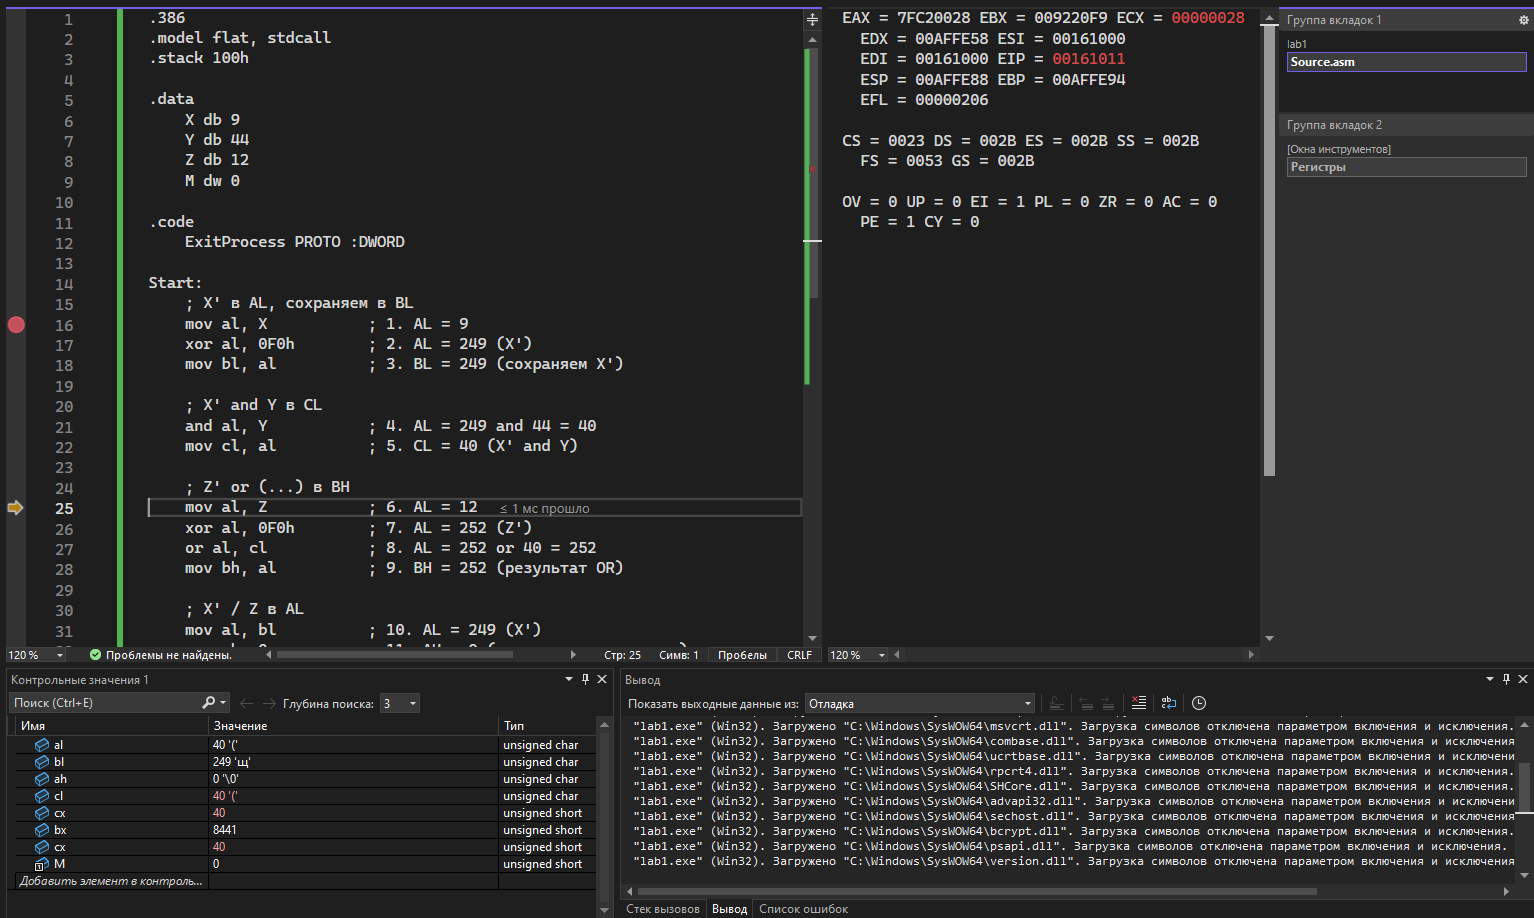 1 .386
2 .model flat, stdcall
3 .stack 100h
4
5 .data
6 X db 9
7 Y db 44
8 Z db 12
9 M dw 0
10
11 .code
12 ExitProcess PROTO :DWORD
13
14 Start:
15 ; X' в AL, сохраняем в BL
16 mov al, X ; 1. AL = 9
17 xor al, 0F0h ; 2. AL = 249 (X')
18 mov bl, al ; 3. BL = 249 (сохраняем X')
19
20 ; X' and Y в CL
21 and al, Y ; 4. AL = 249 and 44 = 40
22 mov cl, al ; 5. CL = 40 (X' and Y)
23
24 ; Z' or (...) в BH
25 mov al, Z ; 6. AL = 12 ≤ 1 мс прошло
26 xor al, 0F0h ; 7. AL = 252 (Z')
27 or al, cl ; 8. AL = 252 or 40 = 252
28 mov bh, al ; 9. BH = 252 (результат OR)
29
30 ; X' / Z в AL
31 mov al, bl ; 10. AL = 249 (X')
120 % Проблемы не найдены. Стр: 25 Симв: 1 Пробелы CRLF
EAX = 7FC20028 EBX = 009220F9 ECX = 00000028
EDX = 00AFFE58 ESI = 00161000
EDI = 00161000 EIP = 00161011
ESP = 00AFFE88 EBP = 00AFFE94
EFL = 00000206
CS = 0023 DS = 002B ES = 002B SS = 002B
FS = 0053 GS = 002B
OV = 0 UP = 0 EI = 1 PL = 0 ZR = 0 AC = 0
PE = 1 CY = 0
120 %
Группа вкладок 1
lab1
Source.asm
Группа вкладок 2
[Окна инструментов]
Регистры
Контрольные значения 1
Поиск (Ctrl+E) Глубина поиска: 3
Имя Значение Тип
al 40 '(' unsigned char
bl 249 'щ' unsigned char
ah 0 '\0' unsigned char
cl 40 '(' unsigned char
cx 40 unsigned short
bx 8441 unsigned short
cx 40 unsigned short
M 0 unsigned short
Добавить элемент в контроль...
Вывод
Показать выходные данные из: Отладка
"lab1.exe" (Win32). Загружено "C:\Windows\SysWOW64\msvcrt.dll". Загрузка символов отключена параметром включения и исключения.
"lab1.exe" (Win32). Загружено "C:\Windows\SysWOW64\combase.dll". Загрузка символов отключена параметром включения и исключения
"lab1.exe" (Win32). Загружено "C:\Windows\SysWOW64\ucrtbase.dll". Загрузка символов отключена параметром включения и исключени
"lab1.exe" (Win32). Загружено "C:\Windows\SysWOW64\rpcrt4.dll". Загрузка символов отключена параметром включения и исключения.
"lab1.exe" (Win32). Загружено "C:\Windows\SysWOW64\SHCore.dll". Загрузка символов отключена параметром включения и исключения.
"lab1.exe" (Win32). Загружено "C:\Windows\SysWOW64\advapi32.dll". Загрузка символов отключена параметром включения и исключени
"lab1.exe" (Win32). Загружено "C:\Windows\SysWOW64\sechost.dll". Загрузка символов отключена параметром включения и исключения
"lab1.exe" (Win32). Загружено "C:\Windows\SysWOW64\bcrypt.dll". Загрузка символов отключена параметром включения и исключения.
"lab1.exe" (Win32). Загружено "C:\Windows\SysWOW64\psapi.dll". Загрузка символов отключена параметром включения и исключения.
"lab1.exe" (Win32). Загружено "C:\Windows\SysWOW64\version.dll". Загрузка символов отключена параметром включения и исключения
Стек вызовов Вывод Список ошибок